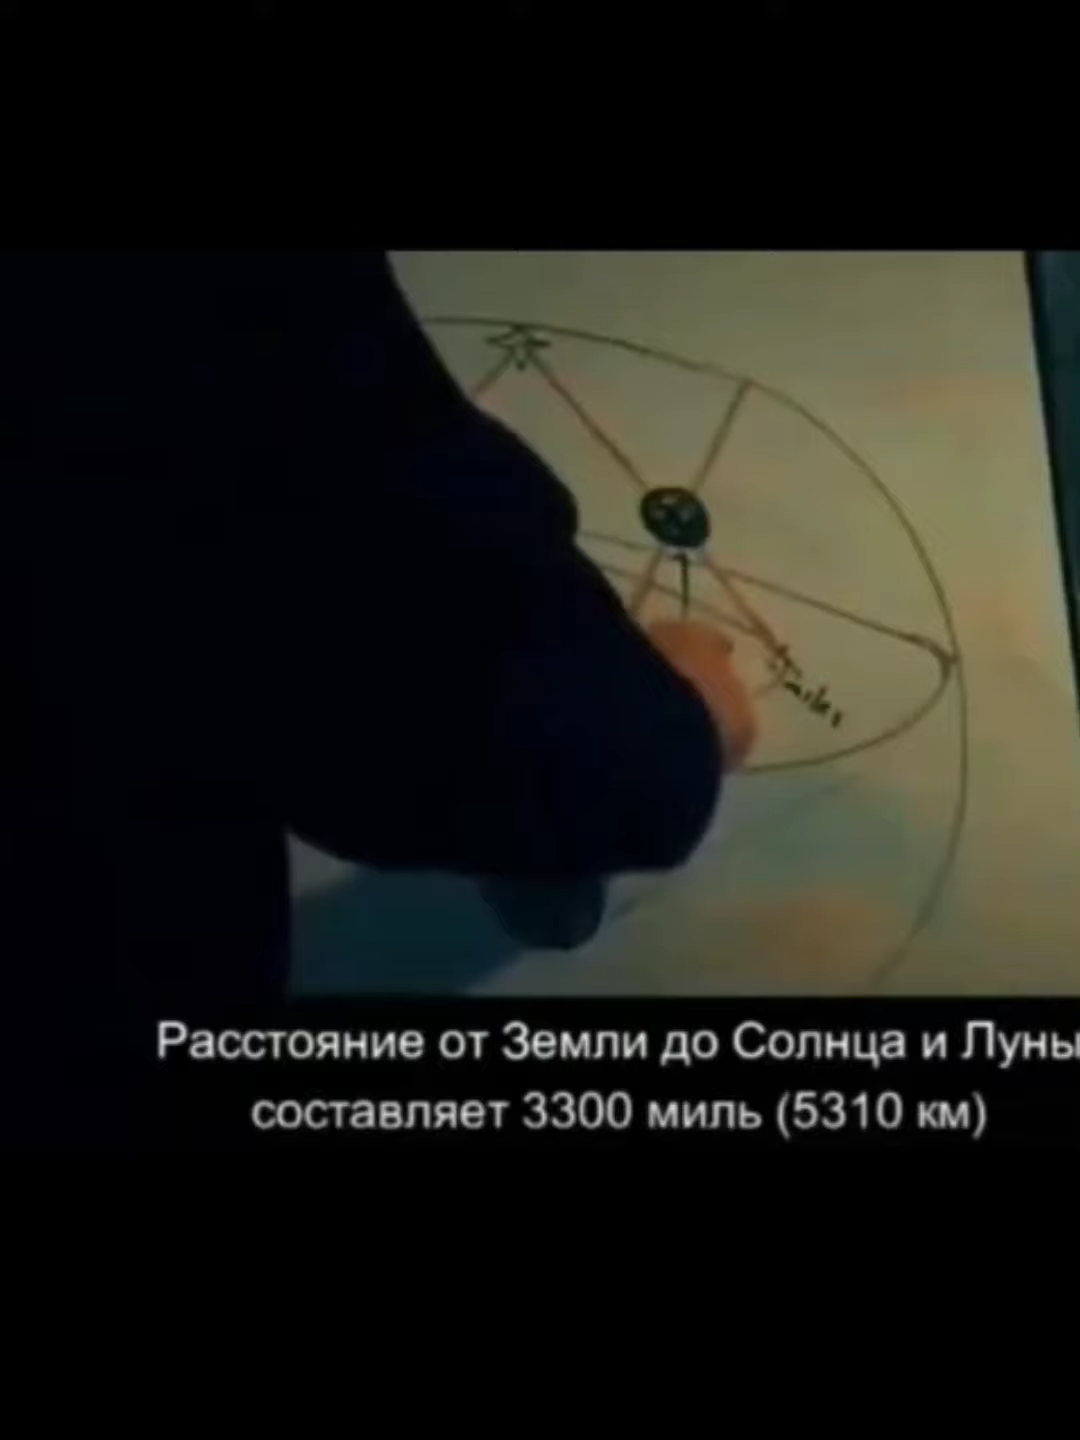 Расстояние от Земли до Солнца и Луны
составляет 3300 миль (5310 км)